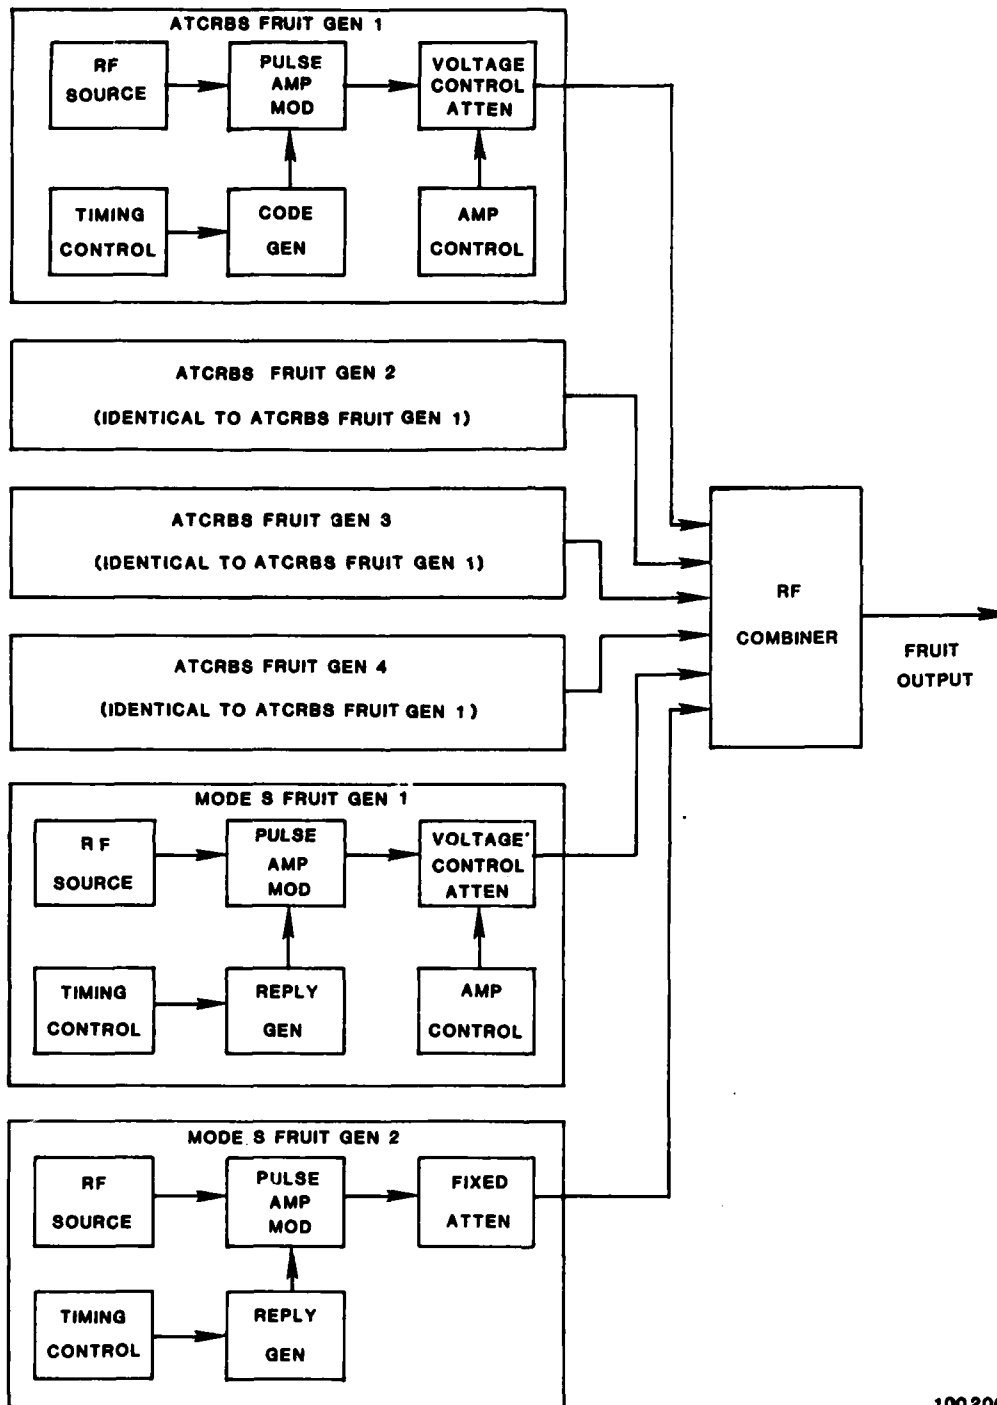 ATCRBS FRUIT GEN 1
RF
SOURCE
PULSE
AMP
MOD
VOLTAGE
CONTROL
ATTEN
TIMING
CONTROL
CODE
GEN
AMP
CONTROL
ATCRBS FRUIT GEN 2
(IDENTICAL TO ATCRBS FRUIT GEN 1)
ATCRBS FRUIT GEN 3
(IDENTICAL TO ATCRBS FRUIT GEN 1)
ATCRBS FRUIT GEN 4
(IDENTICAL TO ATCRBS FRUIT GEN 1)
RF
COMBINER
FRUIT
OUTPUT
MODE S FRUIT GEN 1
RF
SOURCE
PULSE
AMP
MOD
VOLTAGE
CONTROL
ATTEN
TIMING
CONTROL
REPLY
GEN
AMP
CONTROL
MODE S FRUIT GEN 2
RF
SOURCE
PULSE
AMP
MOD
FIXED
ATTEN
TIMING
CONTROL
REPLY
GEN